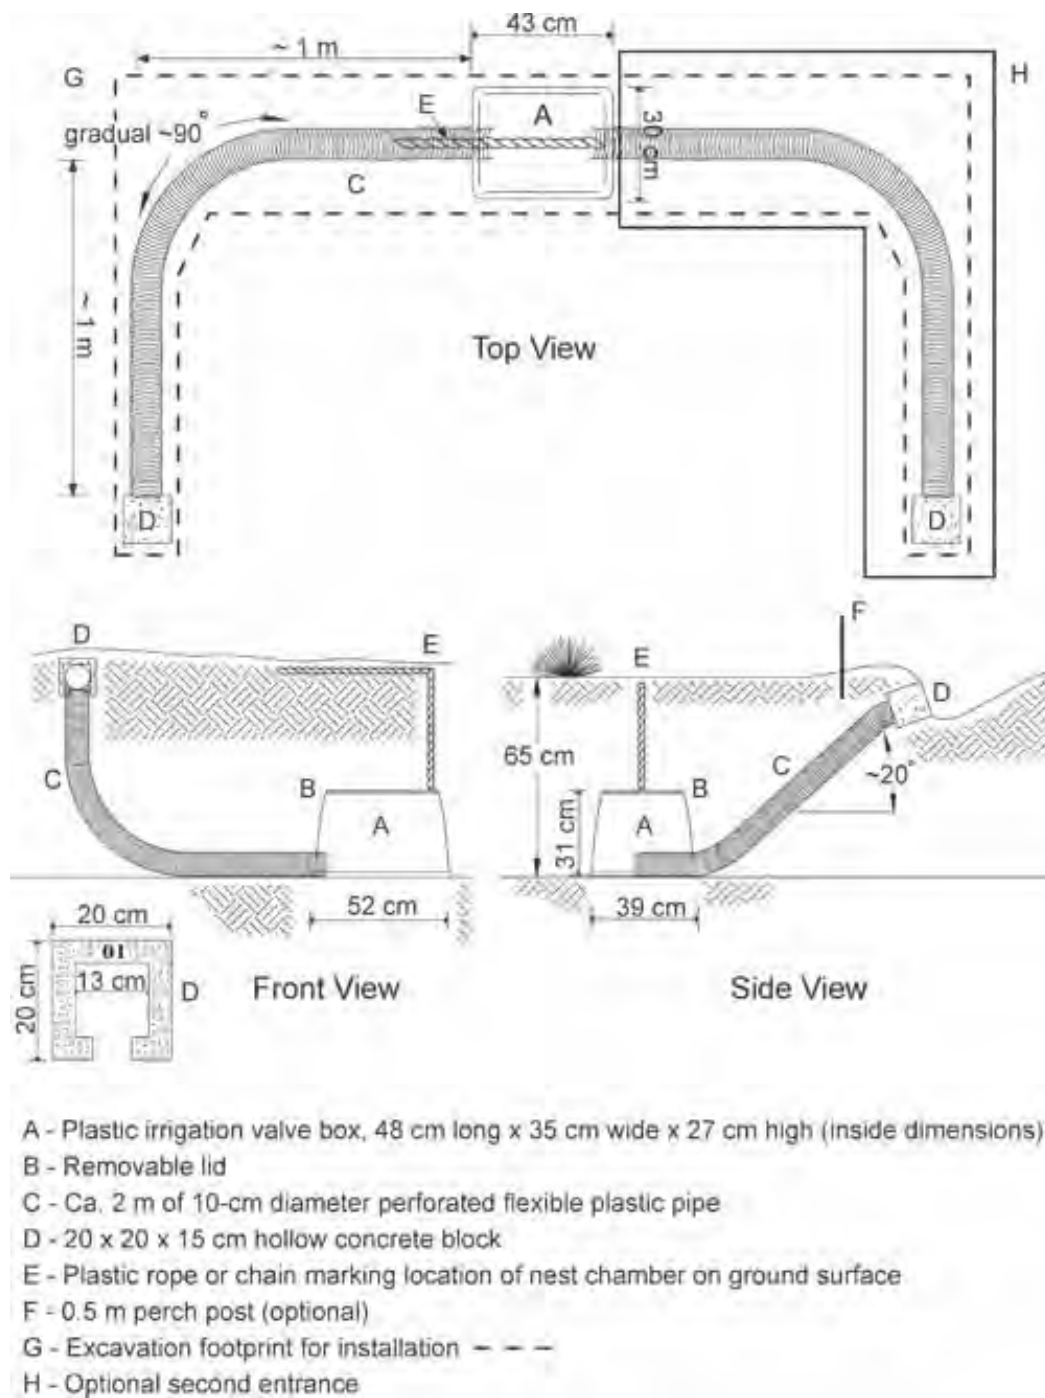 43 cm
~ 1 m
G
H
E
A
gradual ~90°
30 cm
C
~ 1 m
Top View
D
D
F
D
E
E
D
C
65 cm
C
~20°
B
B
A
31 cm
A
52 cm
39 cm
20 cm
01
13 cm
20 cm
D
Front View
Side View
A - Plastic irrigation valve box, 48 cm long x 35 cm wide x 27 cm high (inside dimensions)
B - Removable lid
C - Ca. 2 m of 10-cm diameter perforated flexible plastic pipe
D - 20 x 20 x 15 cm hollow concrete block
E - Plastic rope or chain marking location of nest chamber on ground surface
F - 0.5 m perch post (optional)
G - Excavation footprint for installation - - -
H - Optional second entrance